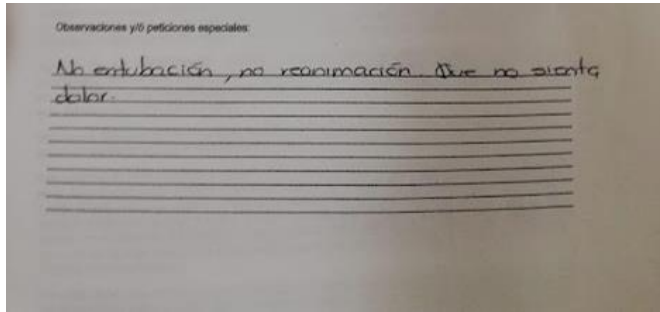 Observaciones y/ó peticiones especiales:
No entubación, no reanimación. Que no sienta
dolor.